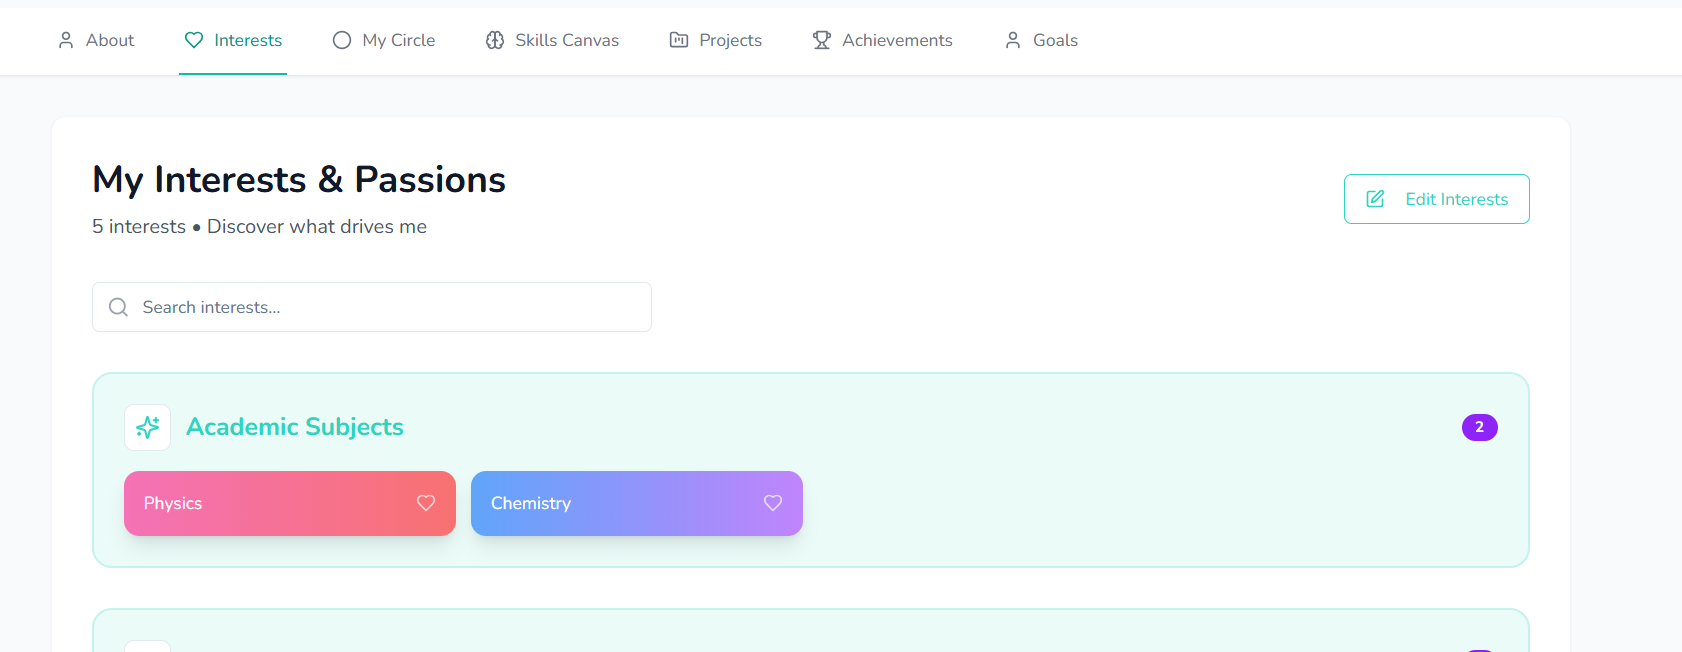 About Interests My Circle Skills Canvas Projects Achievements Goals
My Interests & Passions
5 interests • Discover what drives me
Edit Interests
Search interests...
Academic Subjects
2
Physics
Chemistry